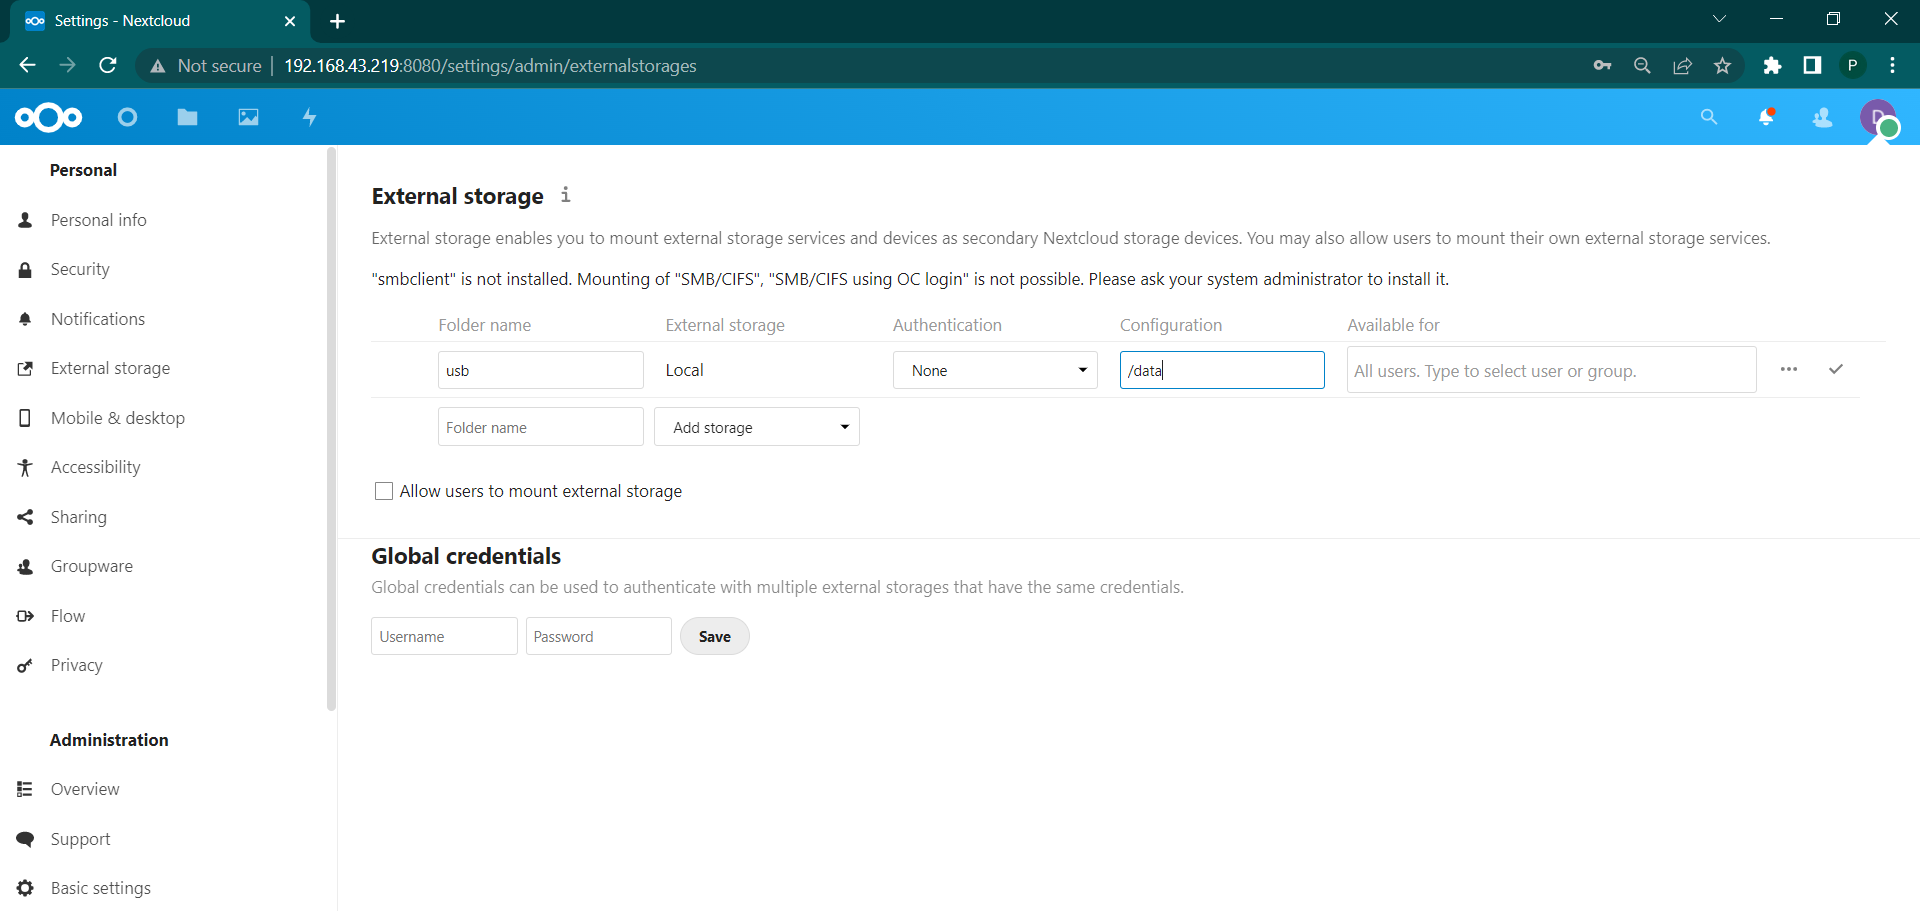 Settings - Nextcloud
Not secure
192.168.43.219:8080/settings/admin/externalstorages
P
D
Personal
Personal info
Security
Notifications
External storage
Mobile & desktop
Accessibility
Sharing
Groupware
Flow
Privacy
Administration
Overview
Support
Basic settings
External storage
External storage enables you to mount external storage services and devices as secondary Nextcloud storage devices. You may also allow users to mount their own external storage services.
"smbclient" is not installed. Mounting of "SMB/CIFS", "SMB/CIFS using OC login" is not possible. Please ask your system administrator to install it.
Folder name External storage Authentication Configuration Available for
usb Local None /data All users. Type to select user or group.
Folder name Add storage
Allow users to mount external storage
Global credentials
Global credentials can be used to authenticate with multiple external storages that have the same credentials.
Username Password Save